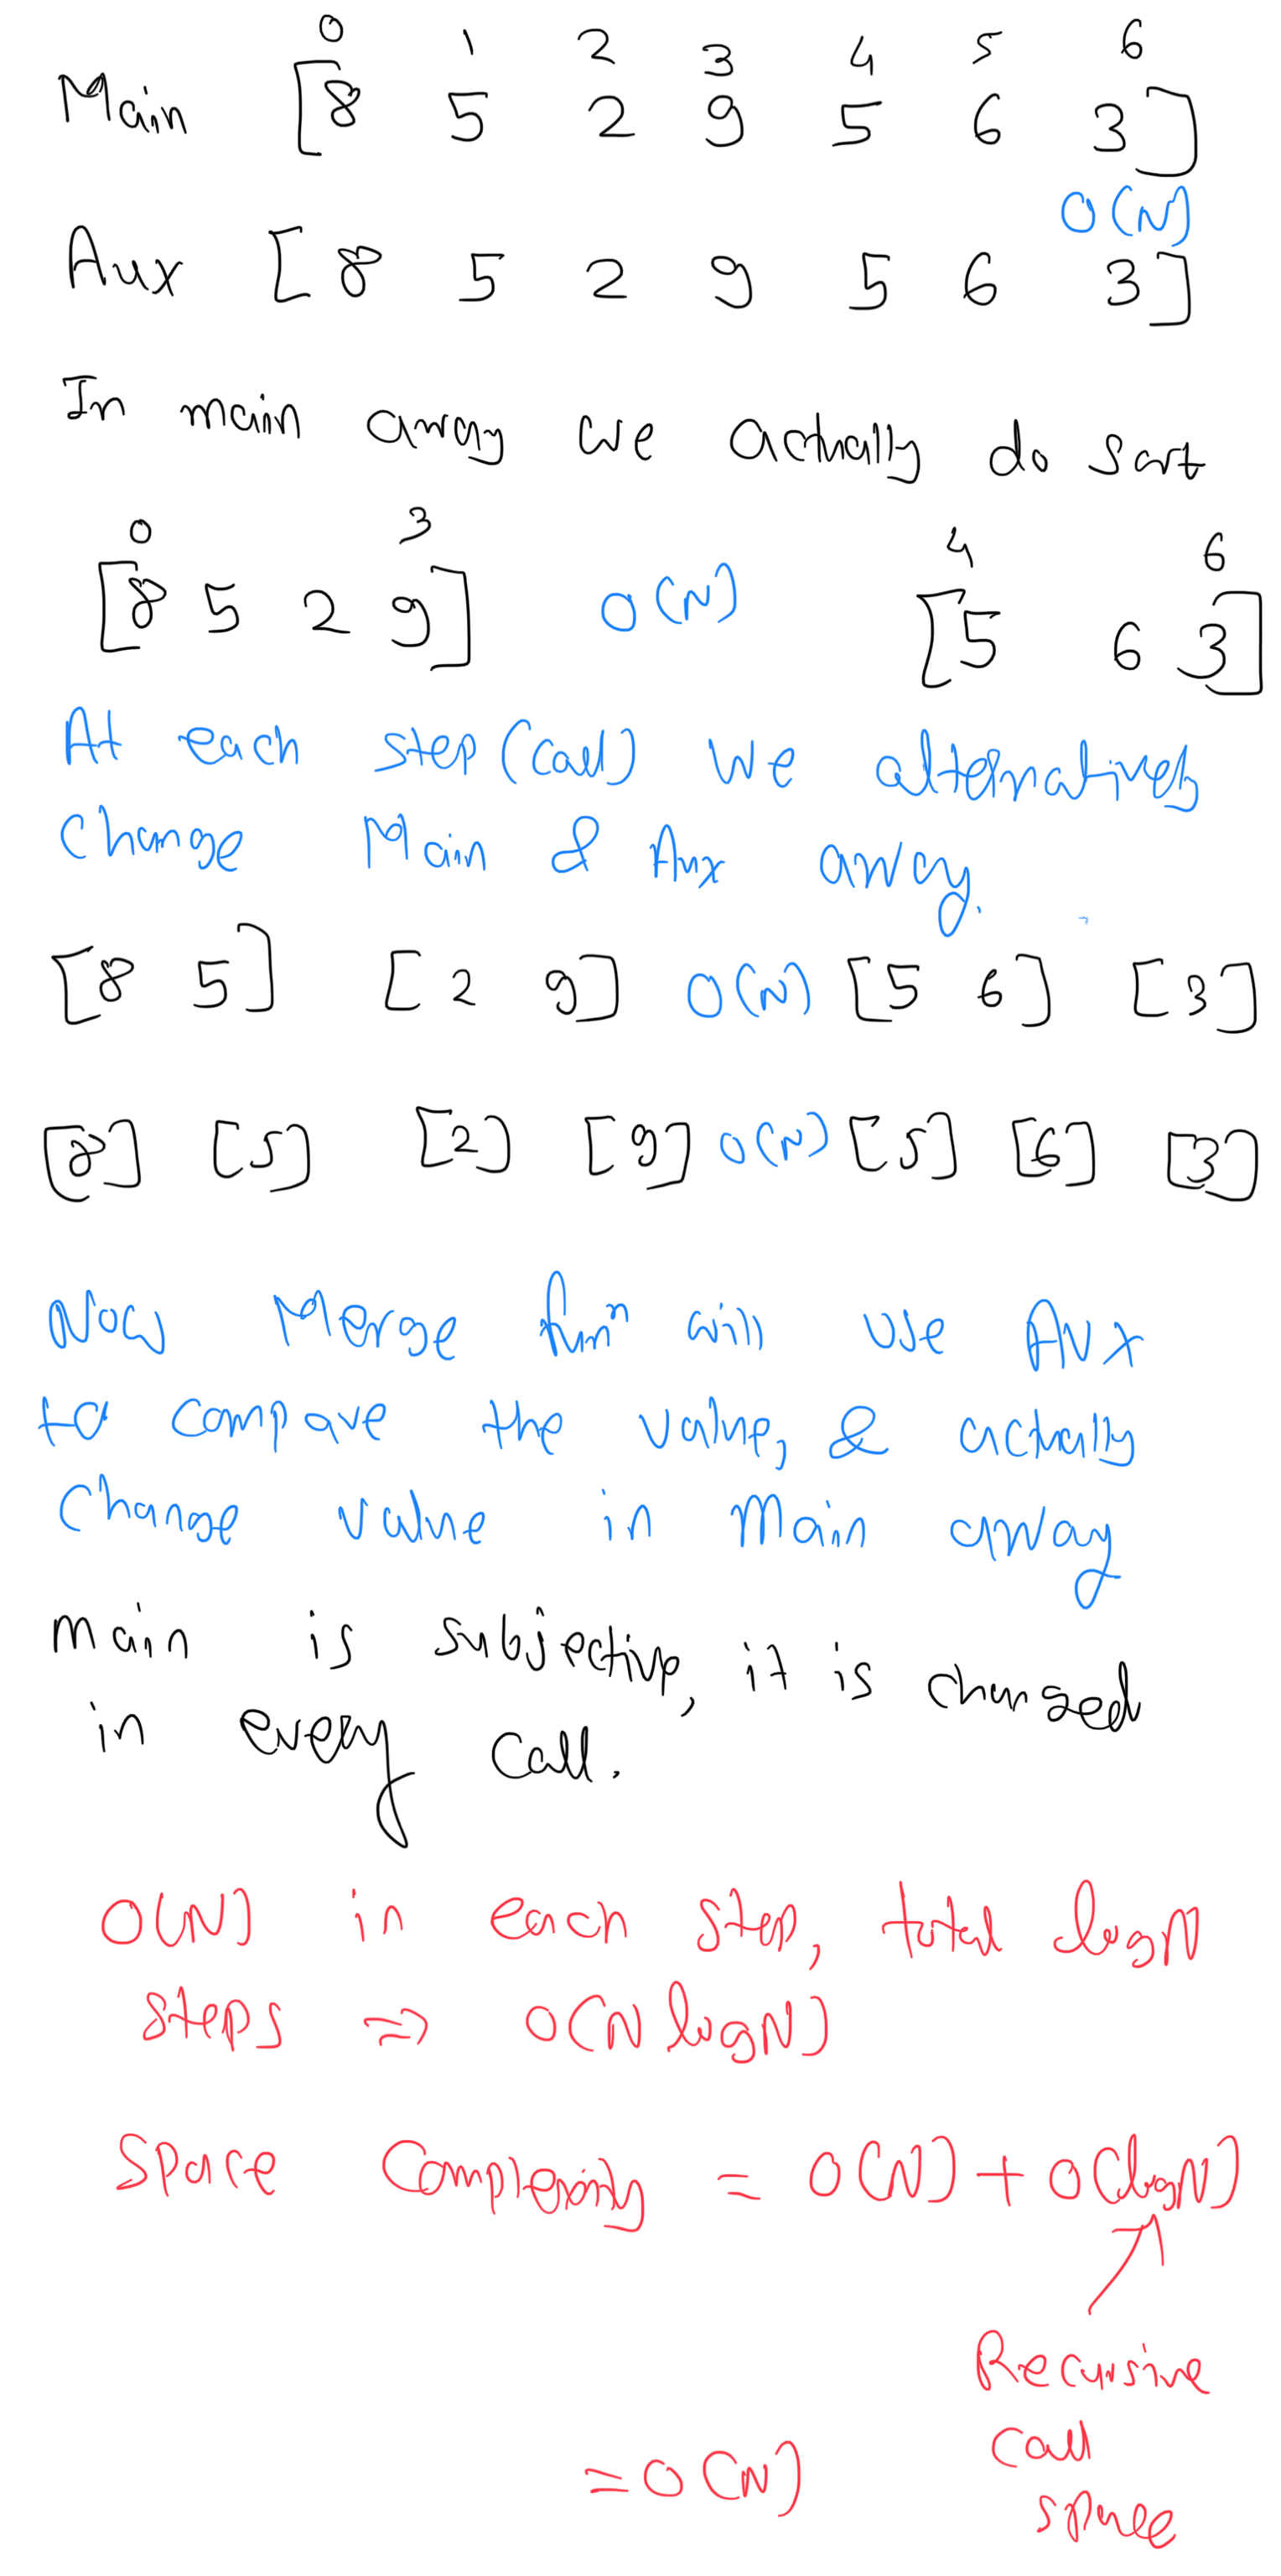 0 1 2 3 4 5 6
Main [8 5 2 9 5 6 3]
O(N)
Aux [8 5 2 9 5 6 3]
In main array we actually do sort
0 3 4 6
[8 5 2 9] O(N) [5 6 3]
At each step (call) we alternatively
change Main & Aux array.
[8 5] [2 9] O(N) [5 6] [3]
[8] [5] [2] [9] O(N) [5] [6] [3]
Now Merge funⁿ will use Aux
to compare the value, & actually
change value in main array
main is subjective, it is changed
in every call.
O(N) in each step, total logN
steps => O(N logN)
Space Complexity = O(N) + O(logN)
Recursive
call
space
= O(N)